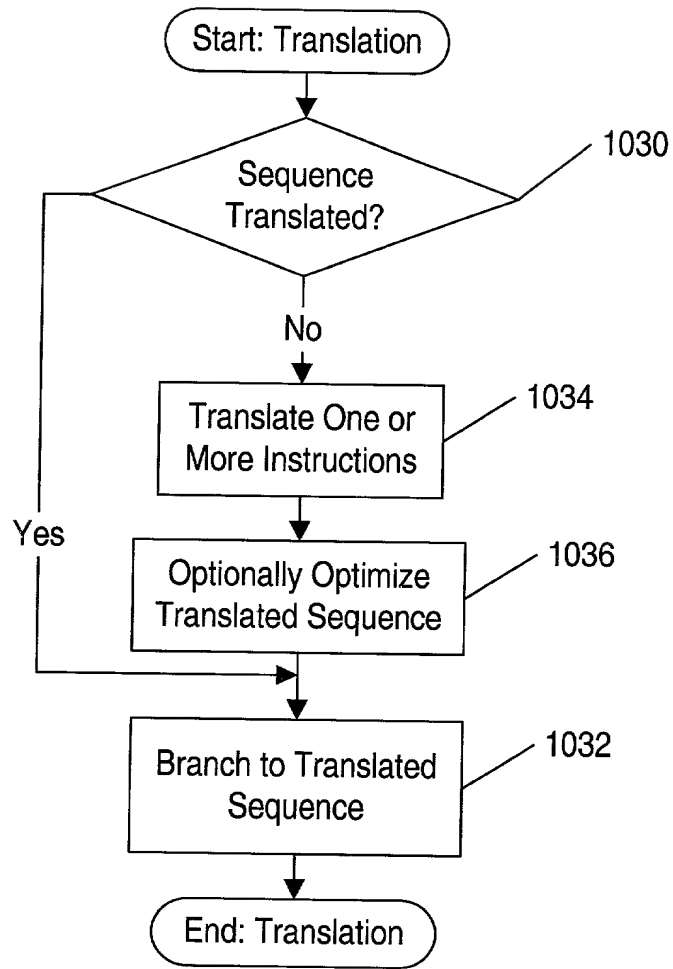 Start: Translation
1030
Sequence
Translated?
No
1034
Translate One or
More Instructions
Yes
1036
Optionally Optimize
Translated Sequence
1032
Branch to Translated
Sequence
End: Translation